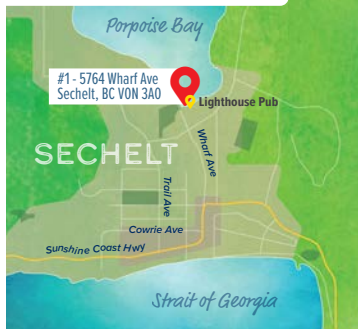 Porpoise Bay
#1 - 5764 Wharf Ave
Sechelt, BC V0N 3A0
Lighthouse Pub
Wharf Ave
SECHELT
Trail Ave
Cowrie Ave
Sunshine Coast Hwy
Strait of Georgia